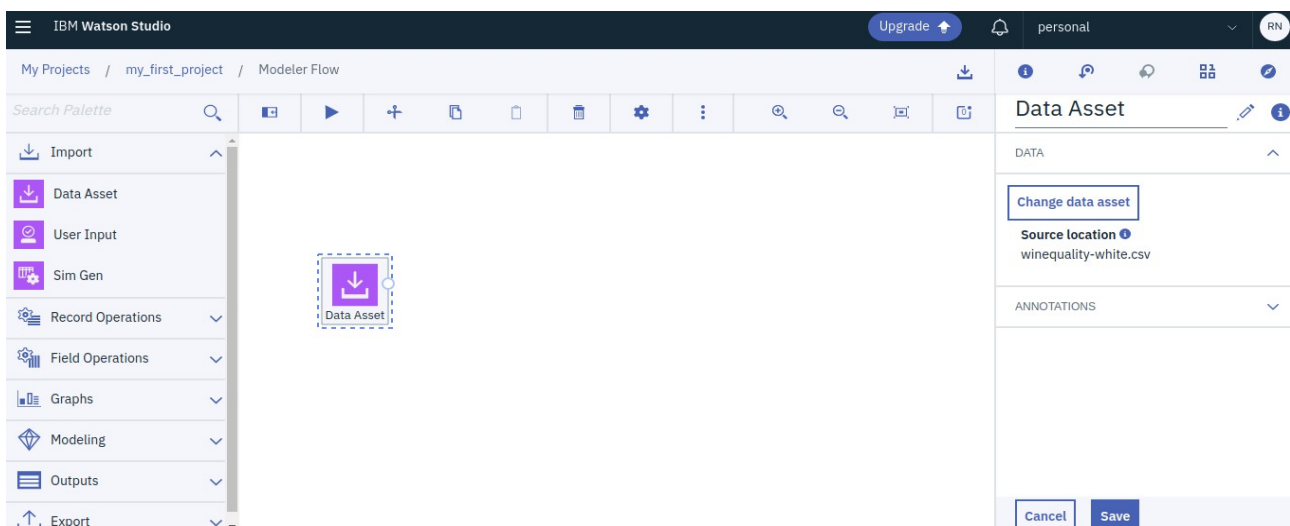 IBM Watson Studio
Upgrade
personal
RN
My Projects / my_first_project / Modeler Flow
Search Palette
Import
Data Asset
User Input
Sim Gen
Record Operations
Field Operations
Graphs
Modeling
Outputs
Export
Data Asset
Data Asset
DATA
Change data asset
Source location
winequality-white.csv
ANNOTATIONS
Cancel
Save